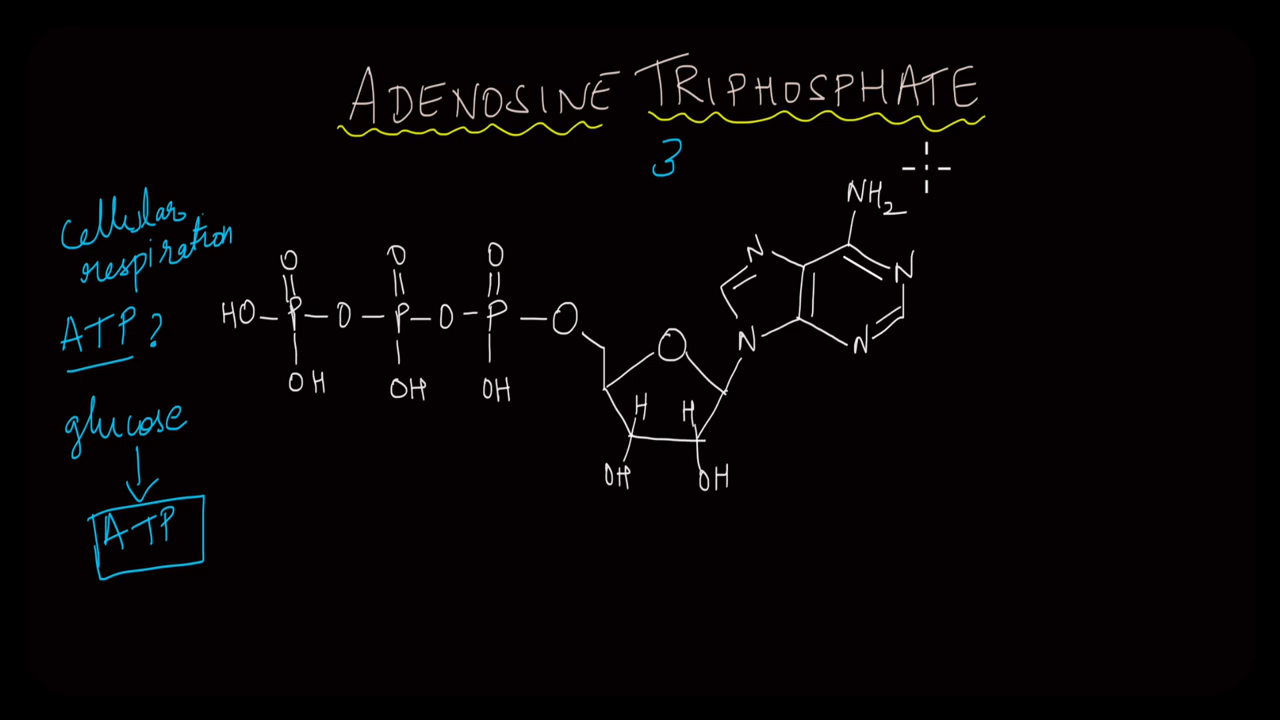 ADENOSINE TRIPHOSPHATE
3
Cellular
respiration
ATP?
glucose
ATP
NH2
N N
N N
O O O
HO P O P O P O
OH OH OH
O
H H
OH OH